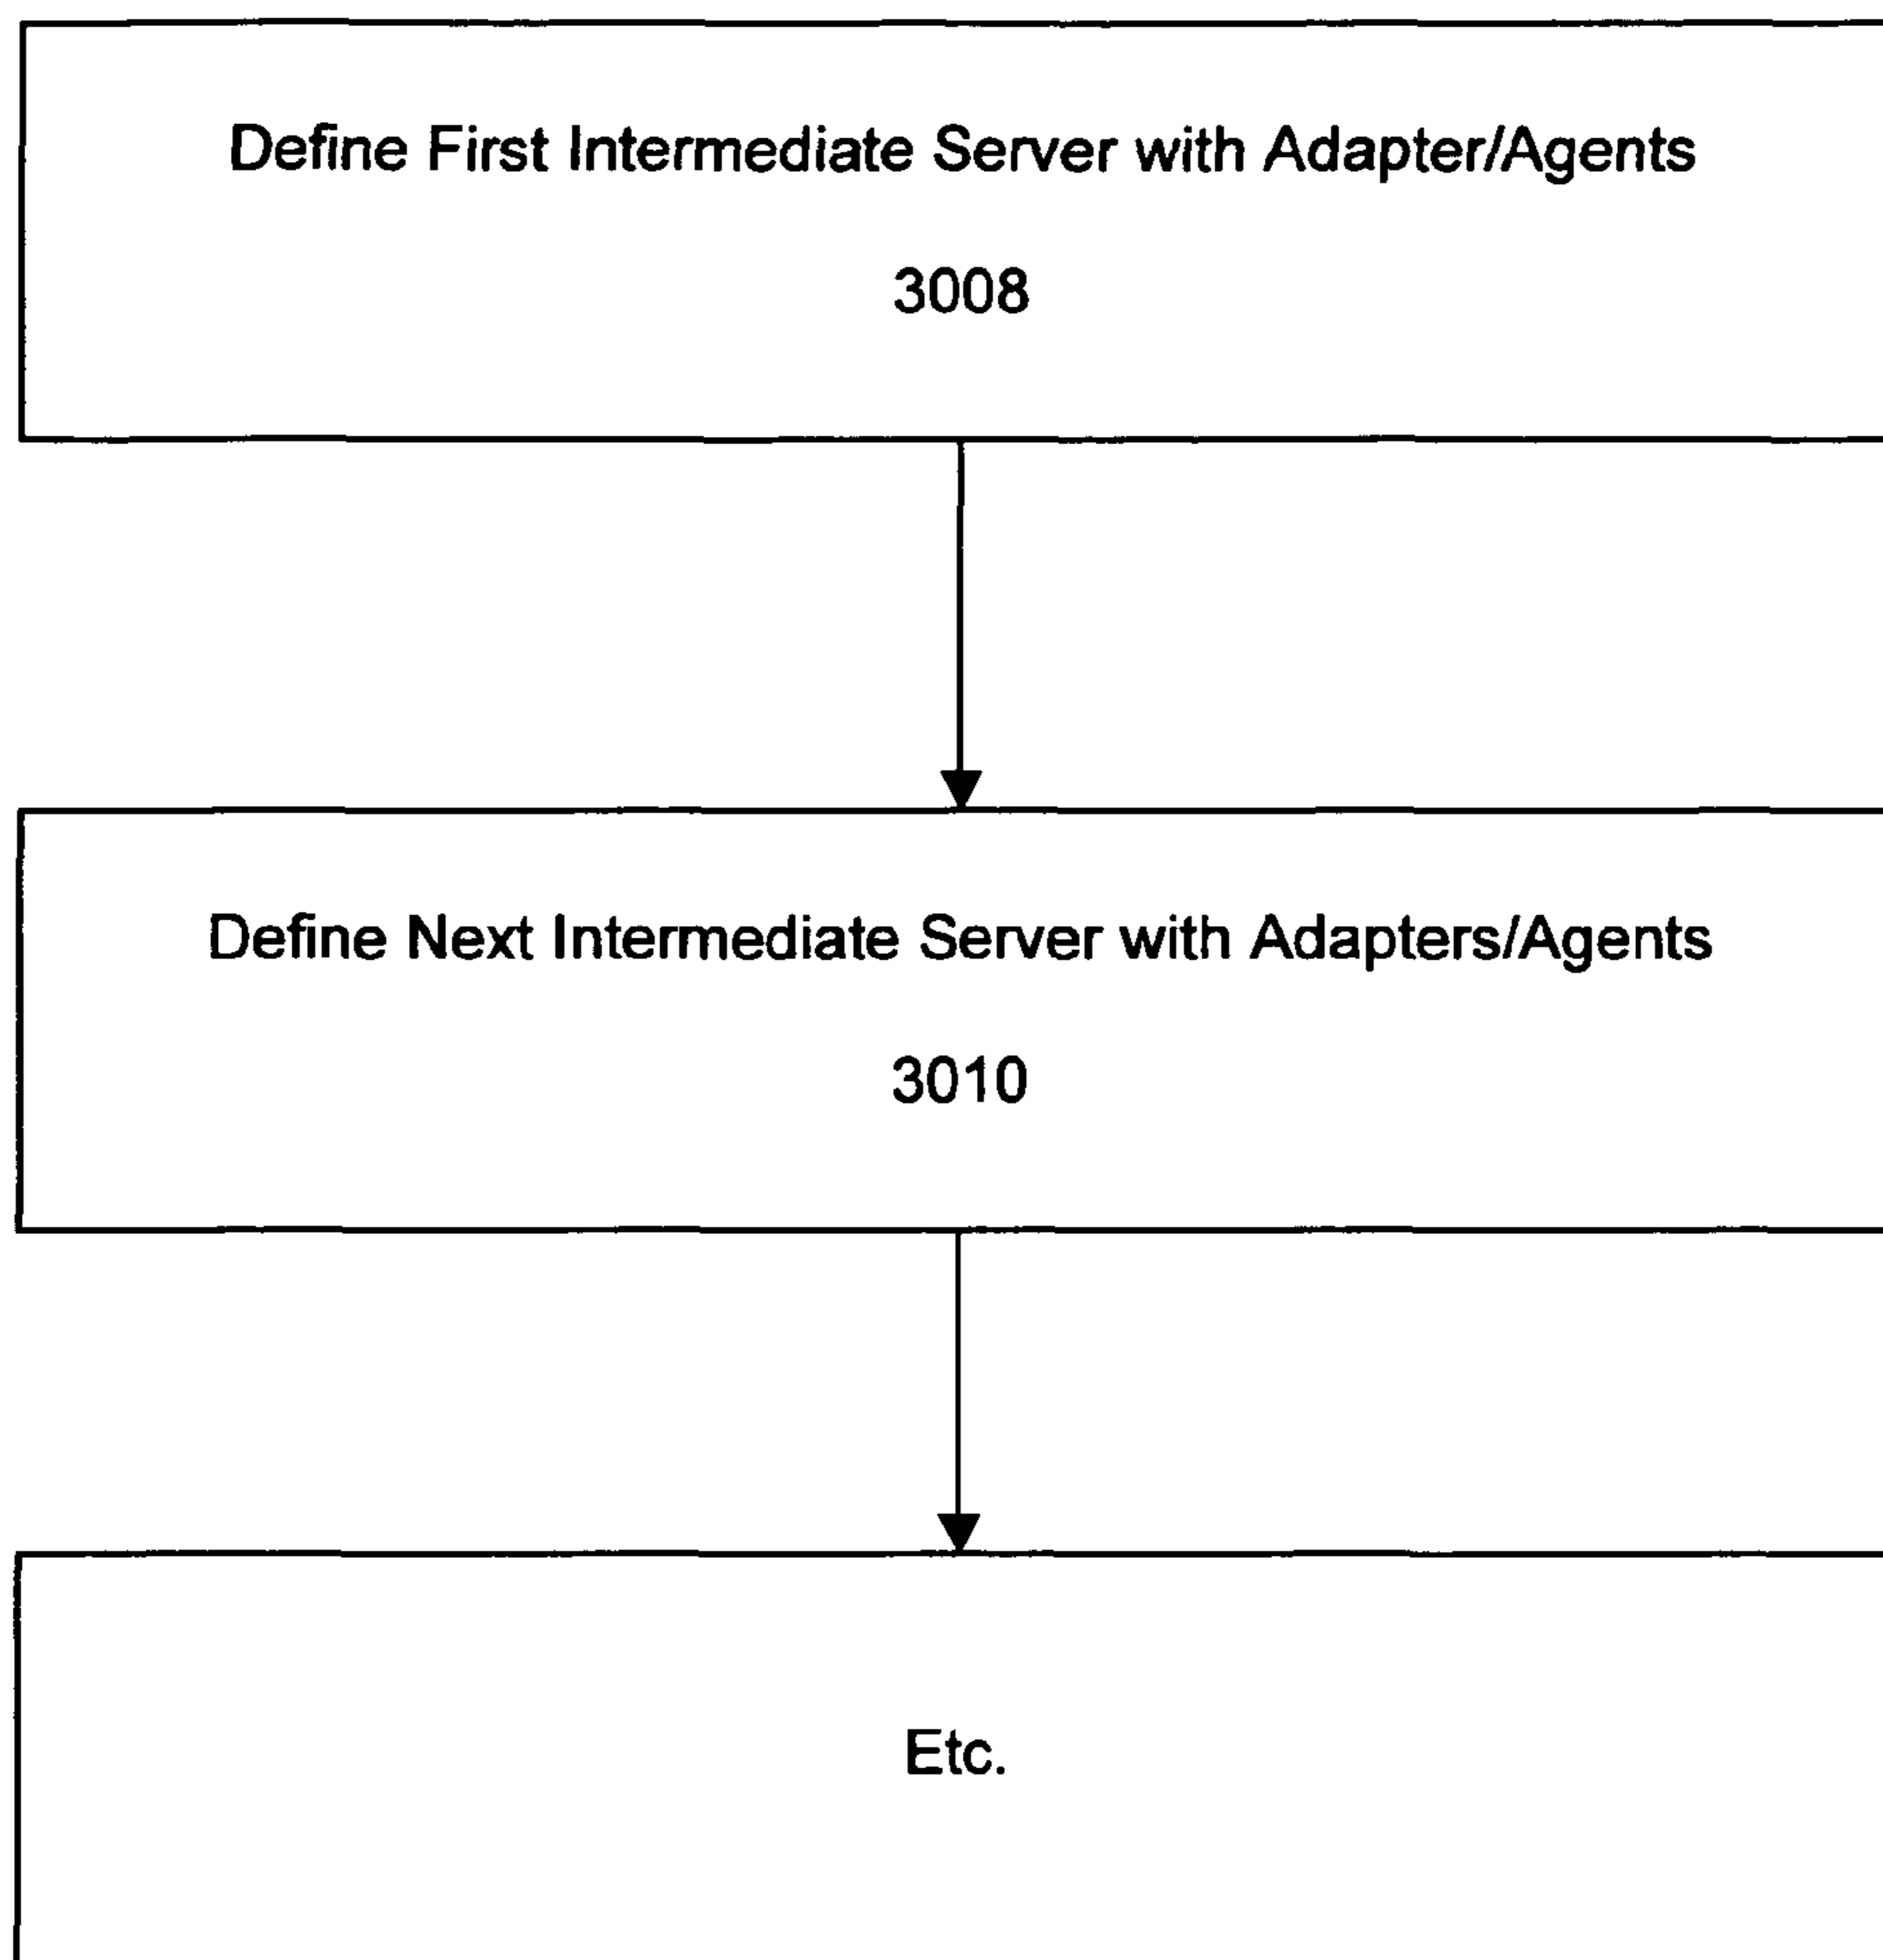 Define First Intermediate Server with Adapter/Agents
3008
Define Next Intermediate Server with Adapters/Agents
3010
Etc.